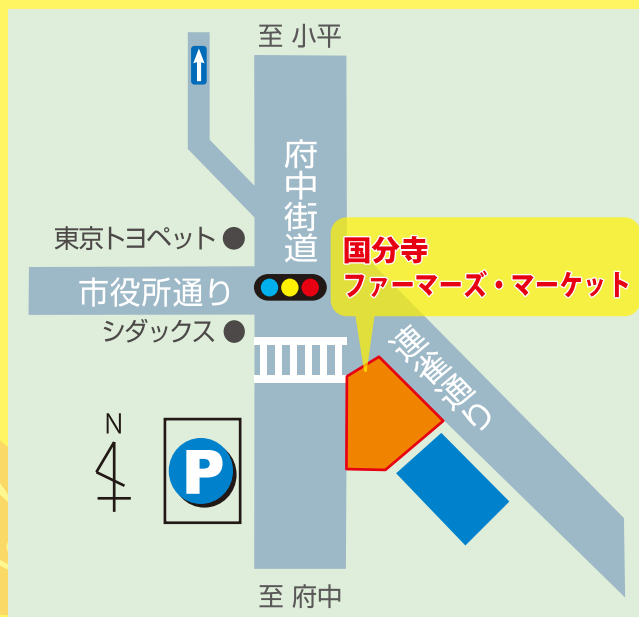 至 小平
府中街道
東京トヨペット
国分寺
ファーマーズ・マーケット
市役所通り
シダックス
連雀通り
N
P
至 府中